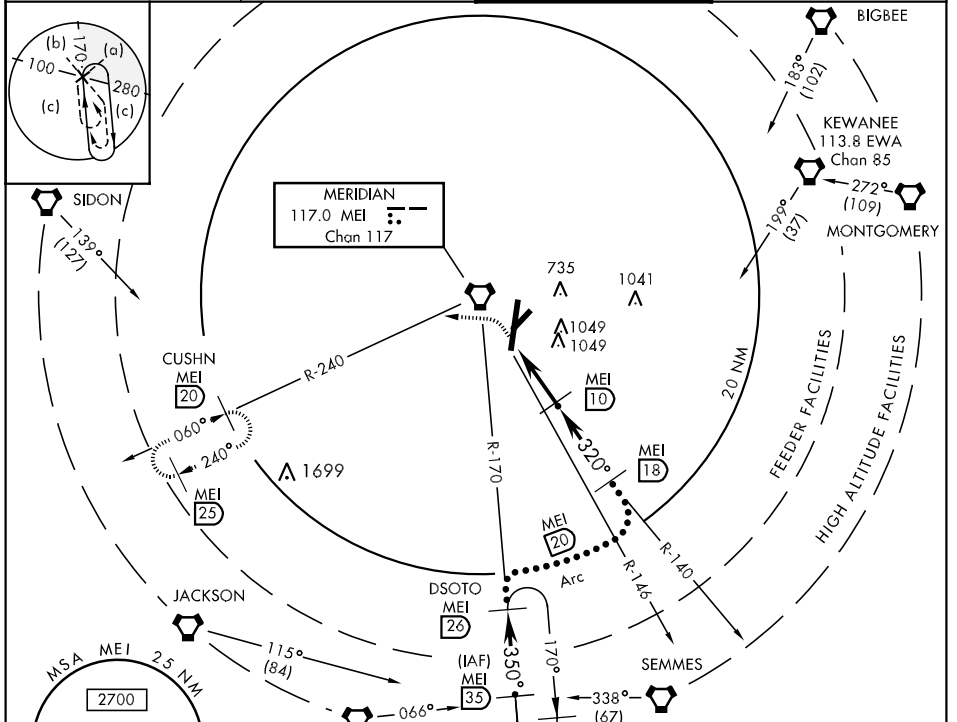 (b)
170
(a)
100
280
(c)
(c)
BIGBEE
183°
(102)
KEWANEE
113.8 EWA
Chan 85
272°
(109)
199°
(37)
MONTGOMERY
SIDON
139°
(127)
MERIDIAN
117.0 MEI
Chan 117
735
1041
1049
1049
CUSHN
MEI
20
R-240
060°
240°
MEI
25
1699
MEI
10
320°
MEI
18
20 NM
FEEDER FACILITIES
HIGH ALTITUDE FACILITIES
R-170
MEI
20
Arc
R-146
R-140
DSOTO
MEI
26
JACKSON
115°
(84)
(IAF)
MEI
35
350°
170°
SEMMES
338°
(67)
066°
MSA MEI 25 NM
2700